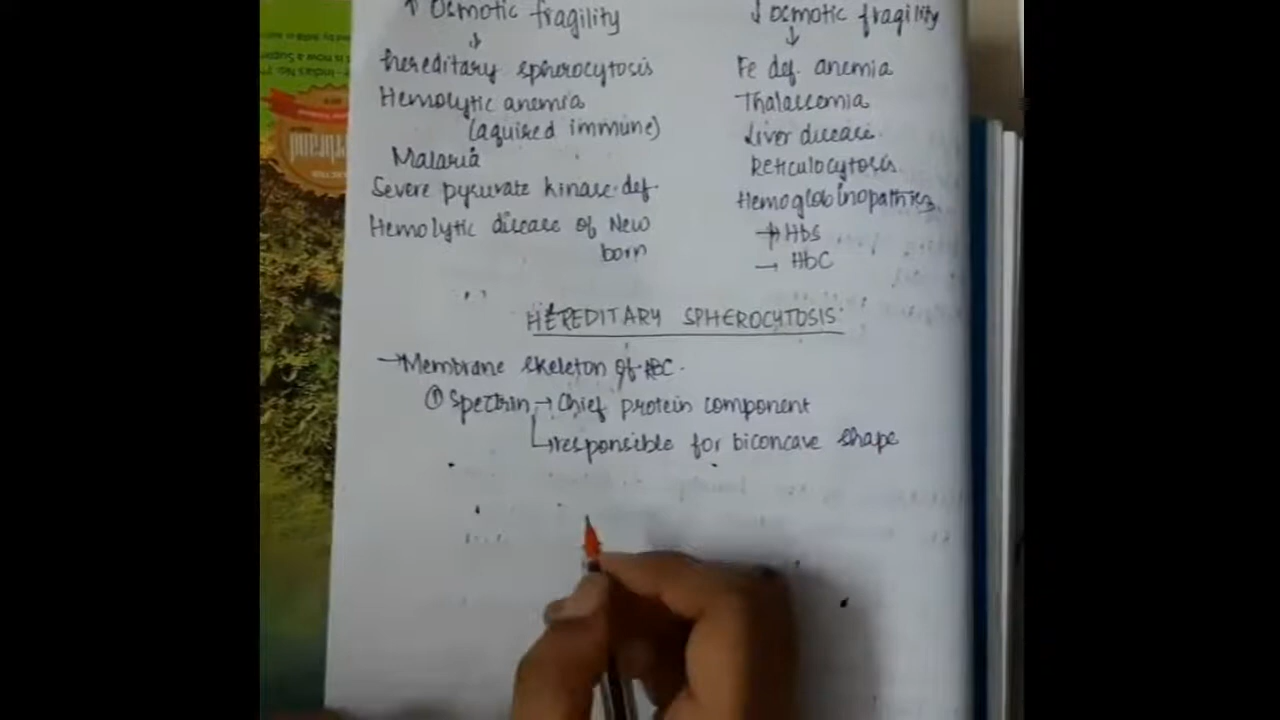 ↑ Osmotic fragility
↓
hereditary spherocytosis
Hemolytic anemia
(aquired immune)
Malaria
Severe pyruvate kinase def.
Hemolytic disease of New
born
↓ Osmotic fragility
↓
Fe def. anemia
Thalassemia
Liver disease.
Reticulocytosis
Hemoglobinopathies
→ HbS
→ HbC
HEREDITARY SPHEROCYTOSIS
→ Membrane skeleton of RBC.
① Spectrin → Chief protein component
↳ responsible for biconcave shape